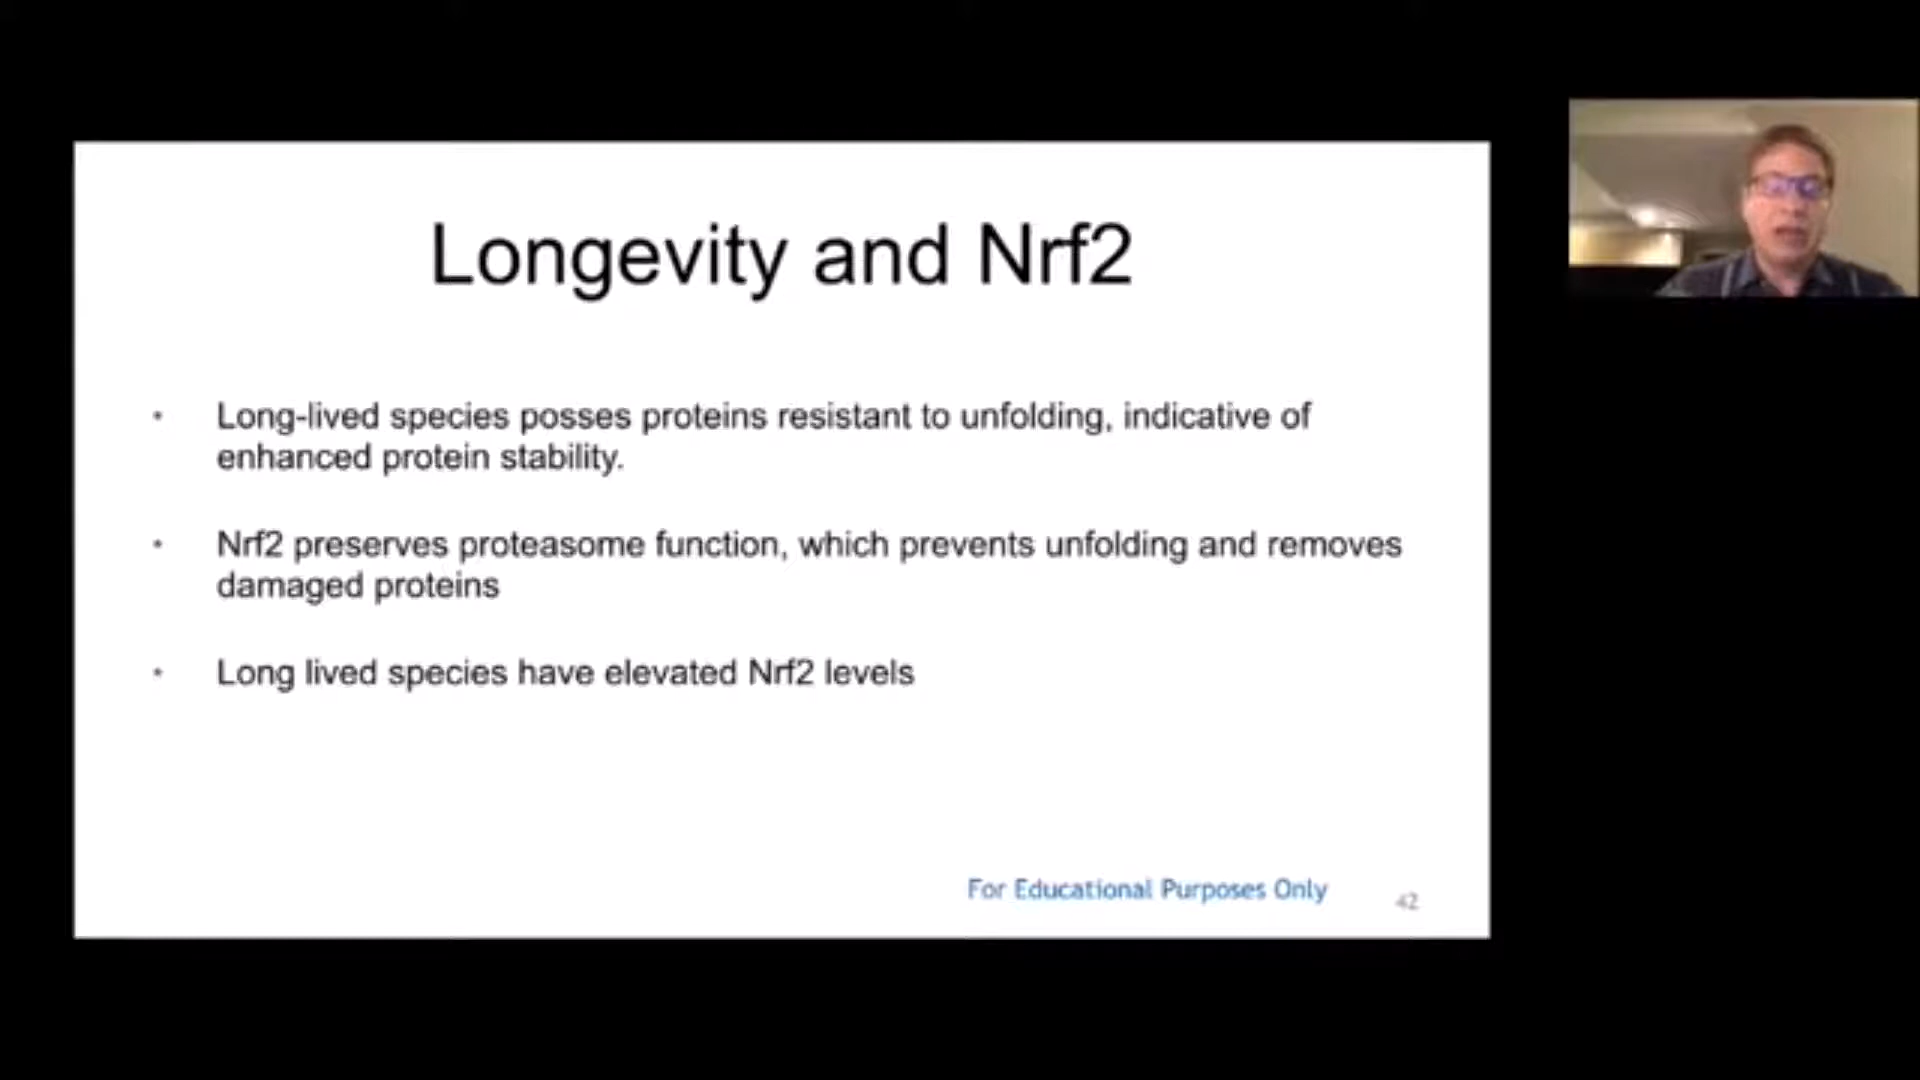 Longevity and Nrf2
• Long-lived species posses proteins resistant to unfolding, indicative of
enhanced protein stability.
• Nrf2 preserves proteasome function, which prevents unfolding and removes
damaged proteins
• Long lived species have elevated Nrf2 levels
For Educational Purposes Only
42